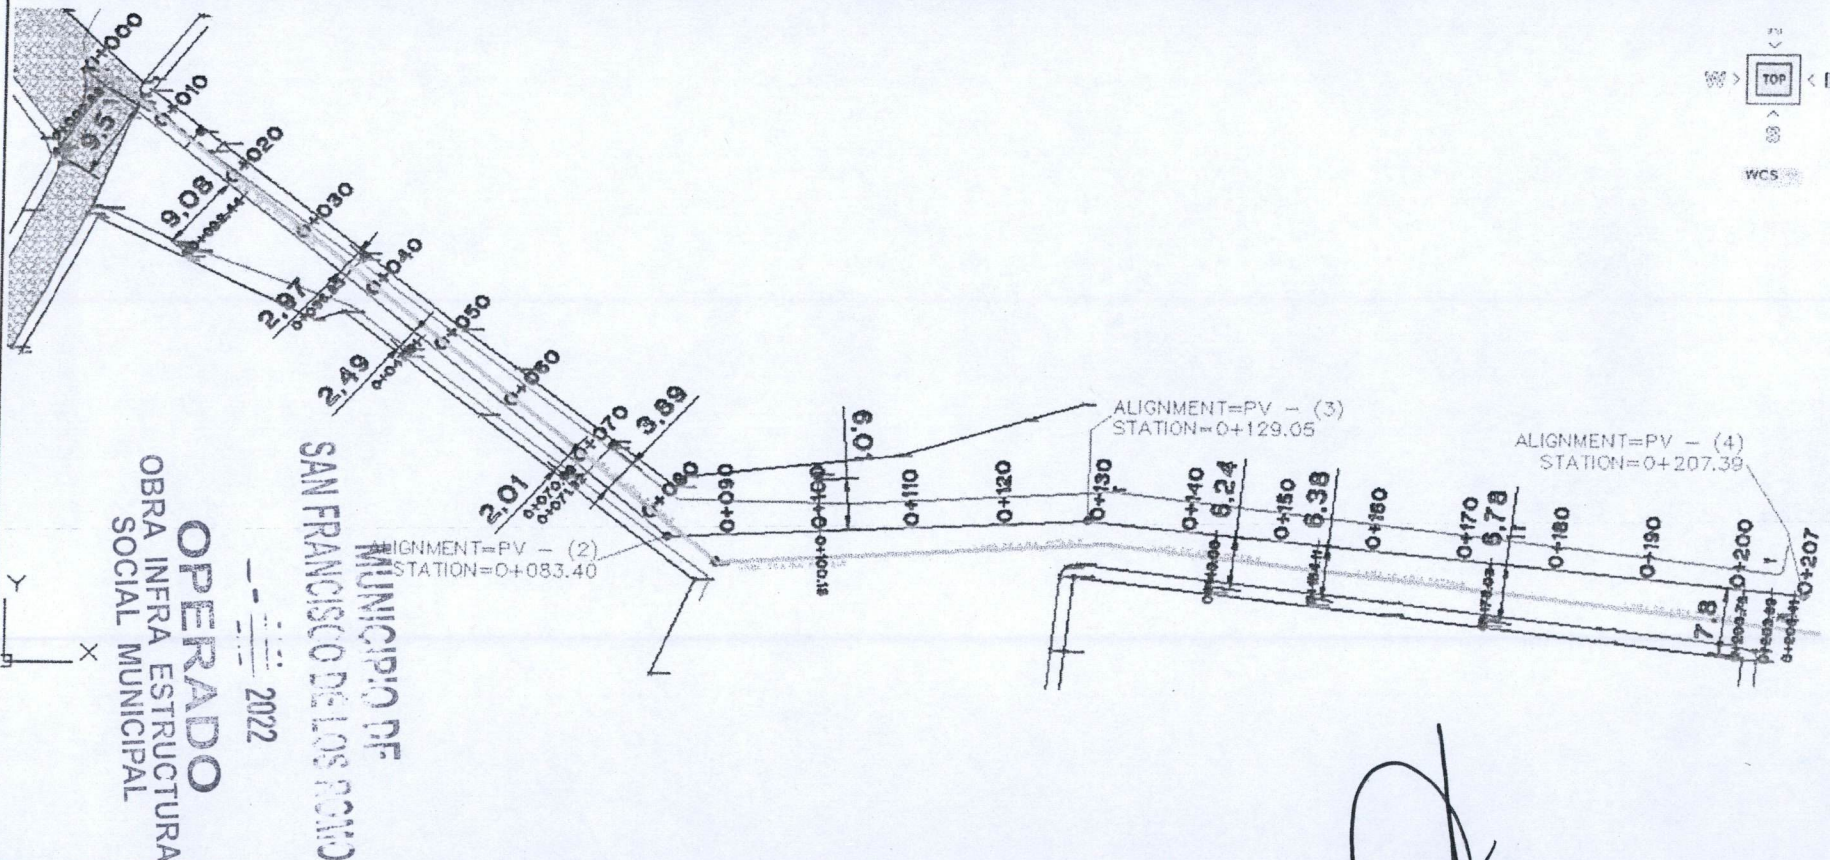 0+010
0+020
0+030
0+040
0+050
0+060
0+070
0+080
0+090
0+100
0+110
0+120
0+130
0+140
0+150
0+160
0+170
0+180
0+190
0+200
0+207
9.51
9.08
2.97
2.49
2.01
3.89
6.01
6.24
6.38
6.78
7.8
0+100.18
ALIGNMENT=PV - (2)
STATION=0+083.40
ALIGNMENT=PV - (3)
STATION=0+129.05
ALIGNMENT=PV - (4)
STATION=0+207.39
W
TOP
WCS
Y
X
MUNICIPIO DE
SAN FRANCISCO DE LOS ROMO
2022
OPERADO
OBRA INFRA ESTRUCTURA
SOCIAL MUNICIPAL